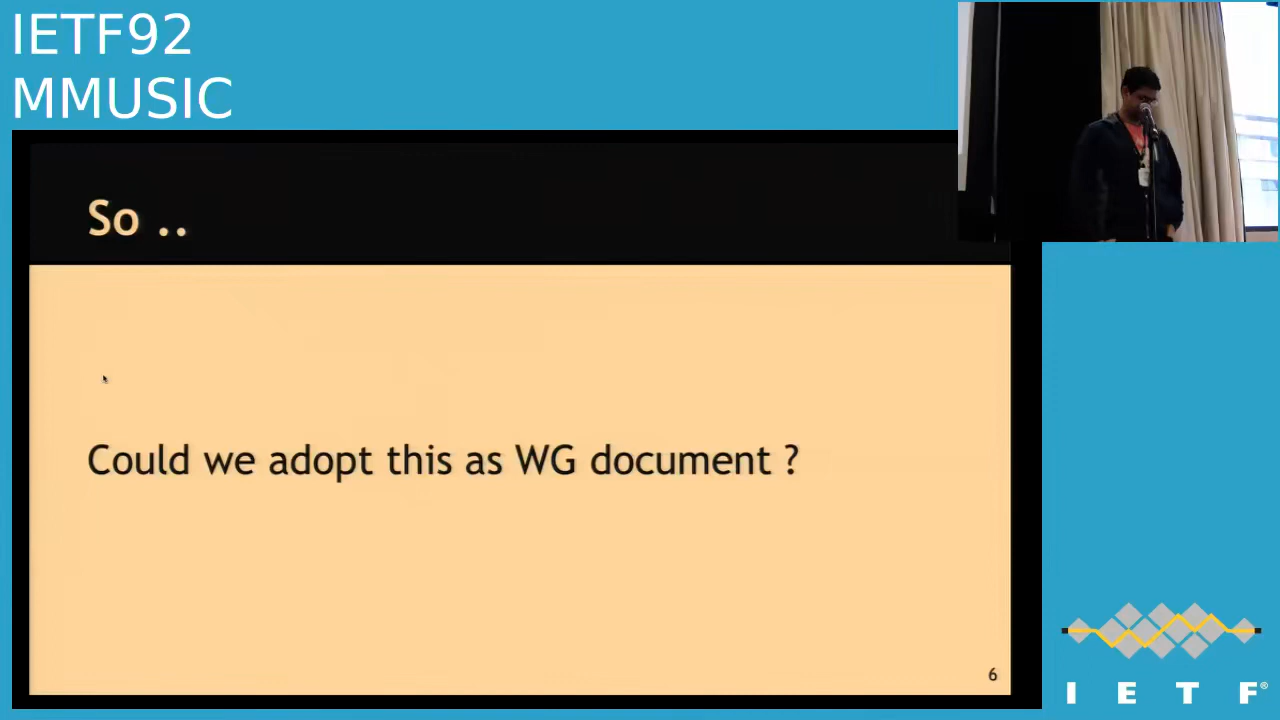 IETF92
MMUSIC
So ..
Could we adopt this as WG document ?
6
I E T F®